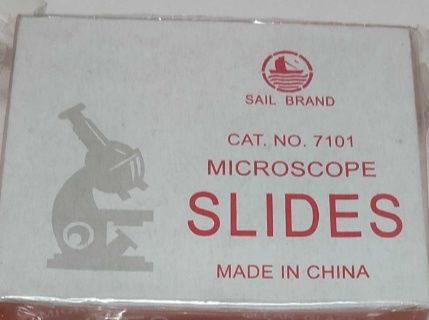 SAIL BRAND
CAT. NO. 7101
MICROSCOPE
SLIDES
MADE IN CHINA